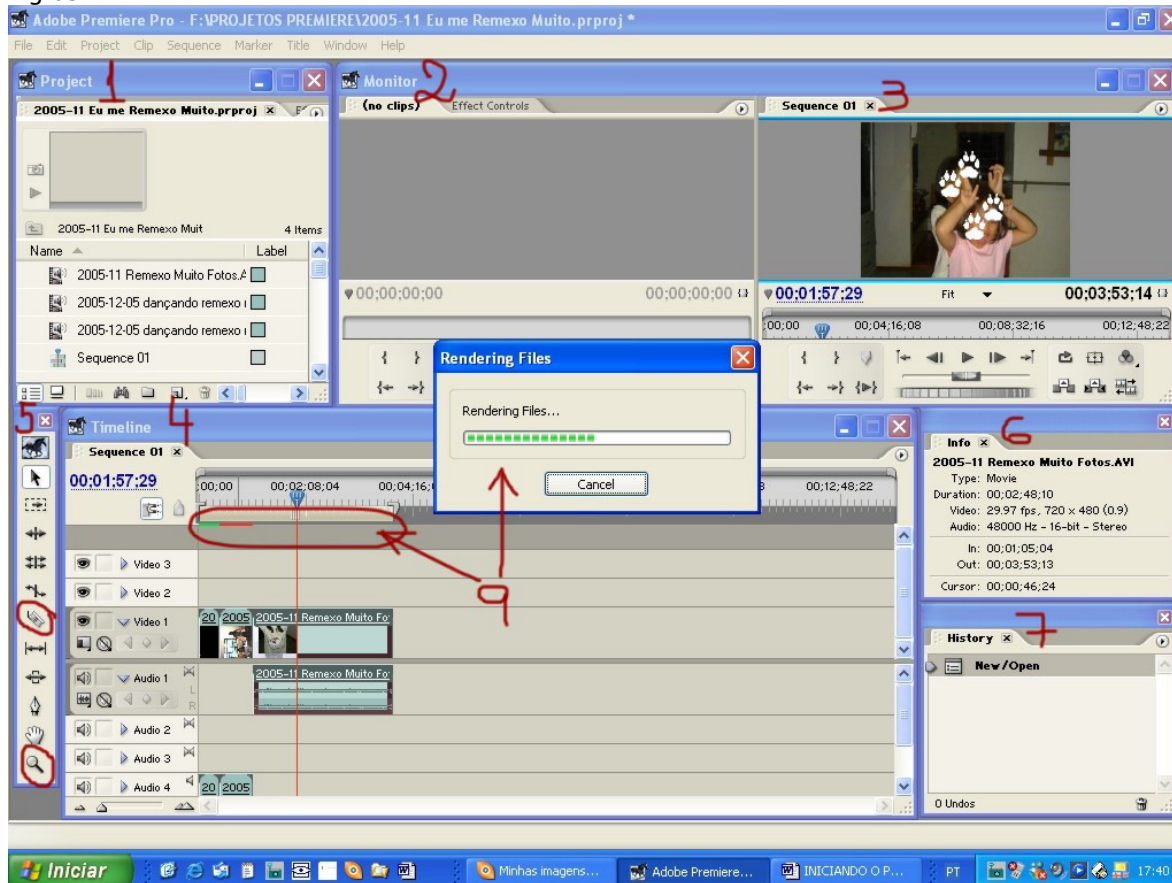 Adobe Premiere Pro - F:\PROJETOS PREMIERE\2005-11 Eu me Remexo Muito.prproj *
File Edit Project Clip Sequence Marker Title Window Help
Project 1
2005-11 Eu me Remexo Muito.prproj
2005-11 Eu me Remexo Muit 4 Items
Name Label
2005-11 Remexo Muito Fotos.A
2005-12-05 dançando remexo
2005-12-05 dançando remexo
Sequence 01
Monitor 2
(no clips) Effect Controls
00;00;00;00 00;00;00;00
Sequence 01 3
00;01;57;29 Fit 00;03;53;14
;00;00 00;04;16;08 00;08;32;16 00;12;48;22
Rendering Files
Rendering Files...
Cancel
9
5
Timeline 4
Sequence 01
00;01;57;29 ;00;00 00;02;08;04 00;04;16; 00;12;48;22
Video 3
Video 2
Video 1 20 2005 2005-11 Remexo Muito Fo
Audio 1 2005-11 Remexo Muito Fo
L
R
Audio 2
Audio 3
Audio 4 20 2005
Info 6
2005-11 Remexo Muito Fotos.AVI
Type: Movie
Duration: 00;02;48;10
Video: 29.97 fps, 720 x 480 (0.9)
Audio: 48000 Hz - 16-bit - Stereo
In: 00;01;05;04
Out: 00;03;53;13
Cursor: 00;00;46;24
History 7
New/Open
0 Undos
Iniciar Minhas imagens... Adobe Premiere... INICIANDO O P... PT 17:40